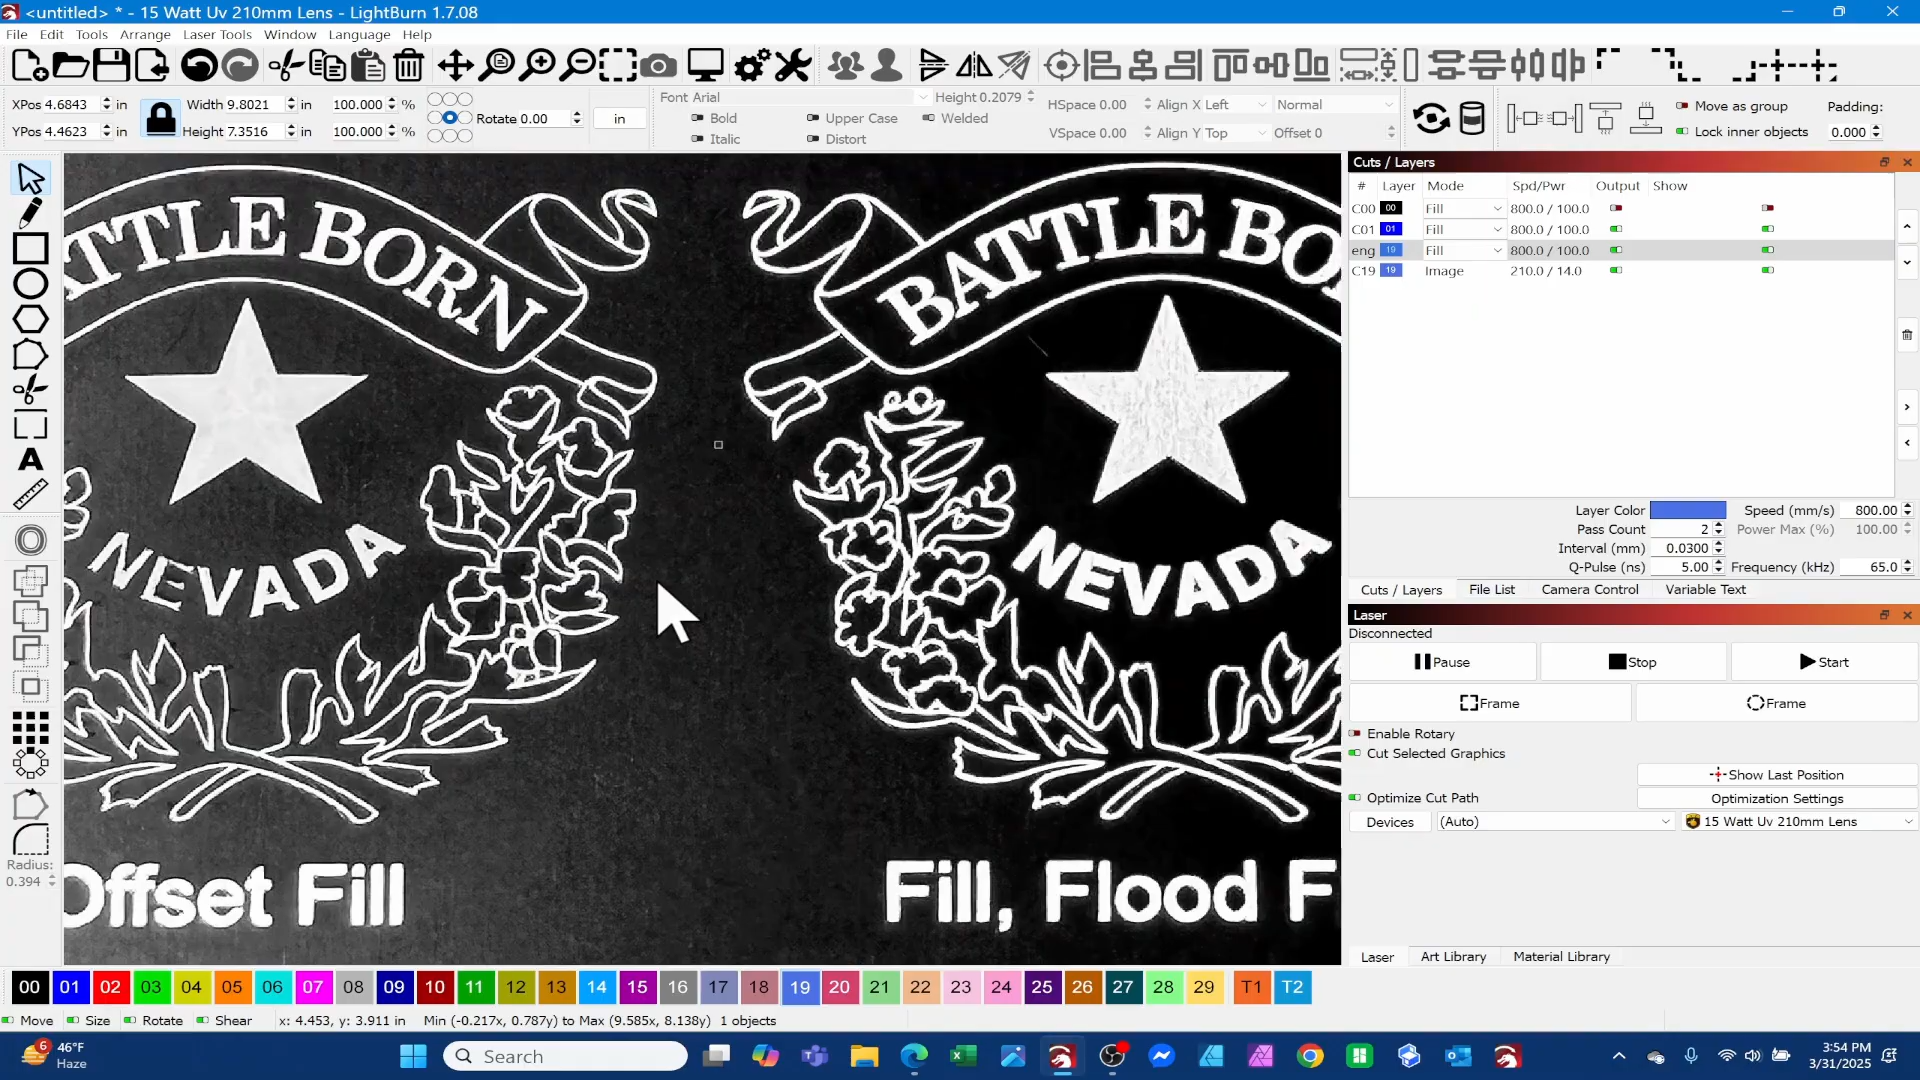 <untitled> * - 15 Watt Uv 210mm Lens - LightBurn 1.7.08
File Edit Tools Arrange Laser Tools Window Language Help
XPos 4.6843 in Width 9.8021 in 100.000 % Rotate 0.00 in Font Arial Height 0.2079 HSpace 0.00 Align X Left Normal Move as group Padding:
YPos 4.4623 in Height 7.3516 in 100.000 % Bold Upper Case Welded VSpace 0.00 Align Y Top Offset 0 Lock inner objects 0.000
Italic Distort
Cuts / Layers
# Layer Mode Spd/Pwr Output Show
C00 00 Fill 800.0 / 100.0
C01 01 Fill 800.0 / 100.0
eng 19 Fill 800.0 / 100.0
C19 19 Image 210.0 / 14.0
Layer Color Speed (mm/s) 800.00
Pass Count 2 Power Max (%) 100.00
Interval (mm) 0.0300
Q-Pulse (ns) 5.00 Frequency (kHz) 65.0
Cuts / Layers File List Camera Control Variable Text
Laser
Disconnected
Pause Stop Start
Frame Frame
Enable Rotary
Cut Selected Graphics
Show Last Position
Optimize Cut Path Optimization Settings
Devices (Auto) 15 Watt Uv 210mm Lens
Laser Art Library Material Library
TTLE BORN
NEVADA
Offset Fill
BATTLE BO
NEVADA
Fill, Flood F
Radius:
0.394
00 01 02 03 04 05 06 07 08 09 10 11 12 13 14 15 16 17 18 19 20 21 22 23 24 25 26 27 28 29 T1 T2
Move Size Rotate Shear x: 4.453, y: 3.911 in Min (-0.217x, 0.787y) to Max (9.585x, 8.138y) 1 objects
6 46°F
Haze
Search
3:54 PM
3/31/2025